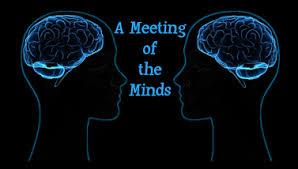 A Meeting
of
the
Minds